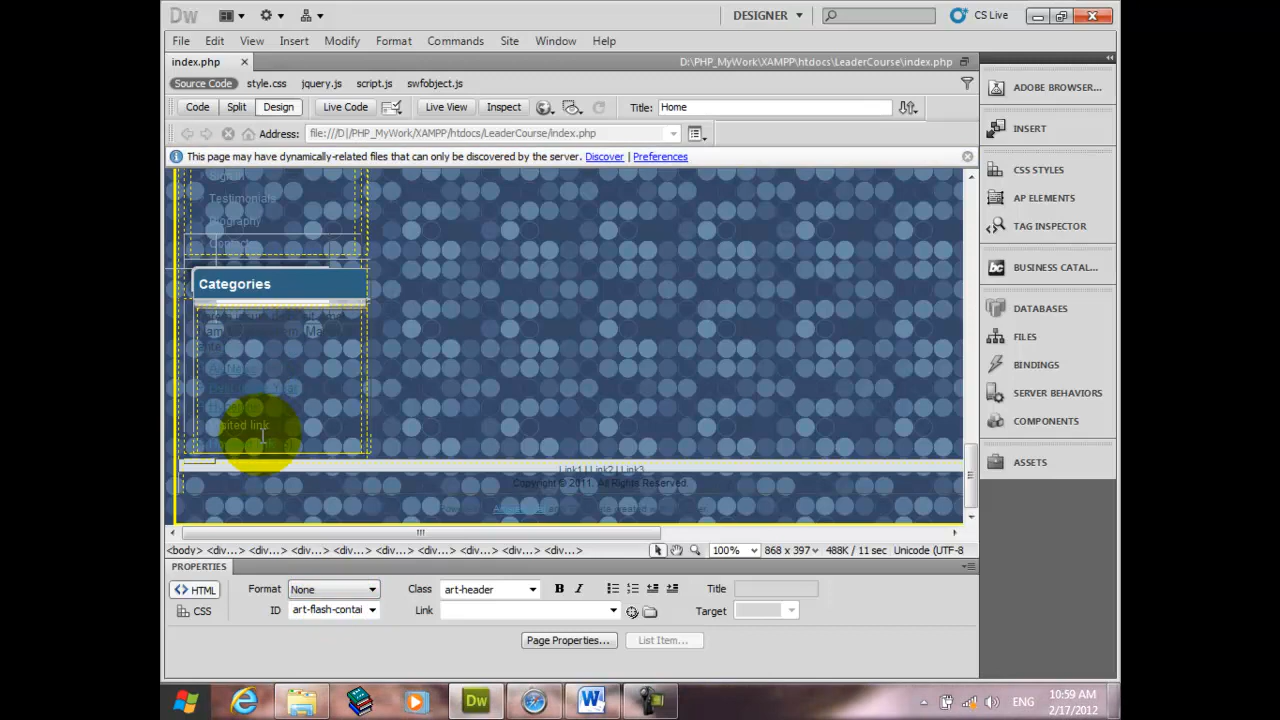 Dw
DESIGNER
CS Live
File Edit View Insert Modify Format Commands Site Window Help
index.php D:\PHP_MyWork\XAMPP\htdocs\LeaderCourse\index.php
Source Code style.css jquery.js script.js swfobject.js
Code Split Design Live Code Live View Inspect Title: Home
Address: file:///D|/PHP_MyWork/XAMPP/htdocs/LeaderCourse/index.php
This page may have dynamically-related files that can only be discovered by the server. Discover | Preferences
Testimonials
Biography
Categories
link
Link1 | Link2 | Link3
Copyright © 2011. All Rights Reserved.
<body> <div...> <div...> <div...> <div...> <div...> <div...> <div...> <div...> <div...> 100% 868 x 397 488K / 11 sec Unicode (UTF-8
PROPERTIES
<> HTML Format None Class art-header B I Title
CSS ID art-flash-contai Link Target
Page Properties... List Item...
ADOBE BROWSER...
INSERT
CSS STYLES
AP ELEMENTS
TAG INSPECTOR
BUSINESS CATAL...
DATABASES
FILES
BINDINGS
SERVER BEHAVIORS
COMPONENTS
ASSETS
Dw
ENG
10:59 AM
2/17/2012